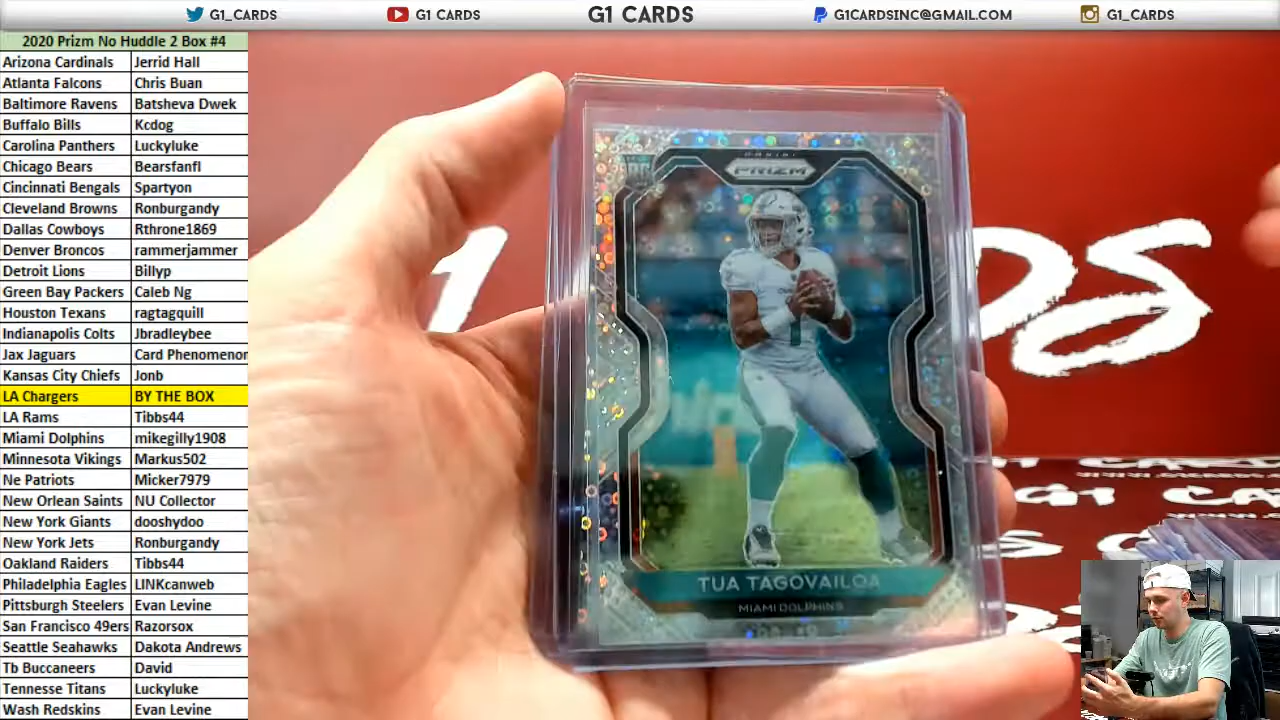 G1_CARDS
G1 CARDS
G1 CARDS
G1CARDSINC@GMAIL.COM
G1_CARDS
2020 Prizm No Huddle 2 Box #4
Arizona Cardinals Jerrid Hall
Atlanta Falcons Chris Buan
Baltimore Ravens Batsheva Dwek
Buffalo Bills Kcdog
Carolina Panthers Luckyluke
Chicago Bears Bearsfanfl
Cincinnati Bengals Spartyon
Cleveland Browns Ronburgandy
Dallas Cowboys Rthrone1869
Denver Broncos rammerjammer
Detroit Lions Billyp
Green Bay Packers Caleb Ng
Houston Texans ragtagquill
Indianapolis Colts Jbradleybee
Jax Jaguars Card Phenomenon
Kansas City Chiefs Jonb
LA Chargers BY THE BOX
LA Rams Tibbs44
Miami Dolphins mikegilly1908
Minnesota Vikings Markus502
Ne Patriots Micker7979
New Orlean Saints NU Collector
New York Giants dooshydoo
New York Jets Ronburgandy
Oakland Raiders Tibbs44
Philadelphia Eagles LINKcanweb
Pittsburgh Steelers Evan Levine
San Francisco 49ers Razorsox
Seattle Seahawks Dakota Andrews
Tb Buccaneers David
Tennesse Titans Luckyluke
Wash Redskins Evan Levine
PANINI
PRIZM
RC
1
TUA TAGOVAILOA
MIAMI DOLPHINS
DS
G1 CARD
G1 CA